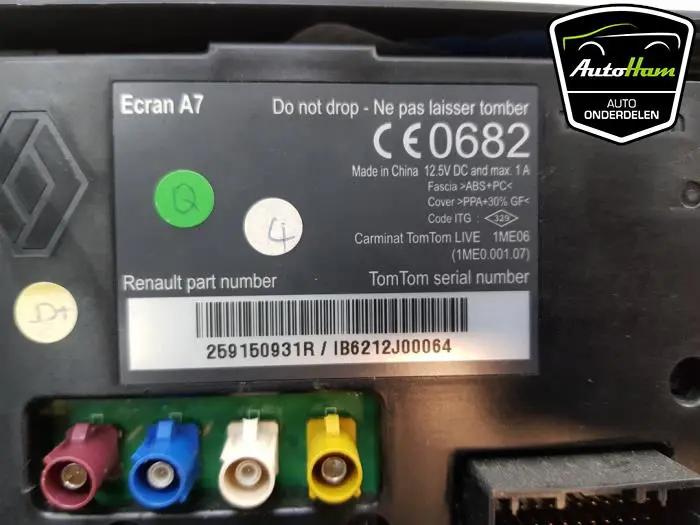 AutoHam
AUTO
ONDERDELEN
Ecran A7
Do not drop - Ne pas laisser tomber
CE0682
Made in China 12.5V DC and max. 1 A
Fascia >ABS+PC<
Cover >PPA+30% GF<
Code ITG : 329
Carminat TomTom LIVE 1ME06
(1ME0.001.07)
Q
4
D1
Renault part number
TomTom serial number
259150931R / IB6212J00064